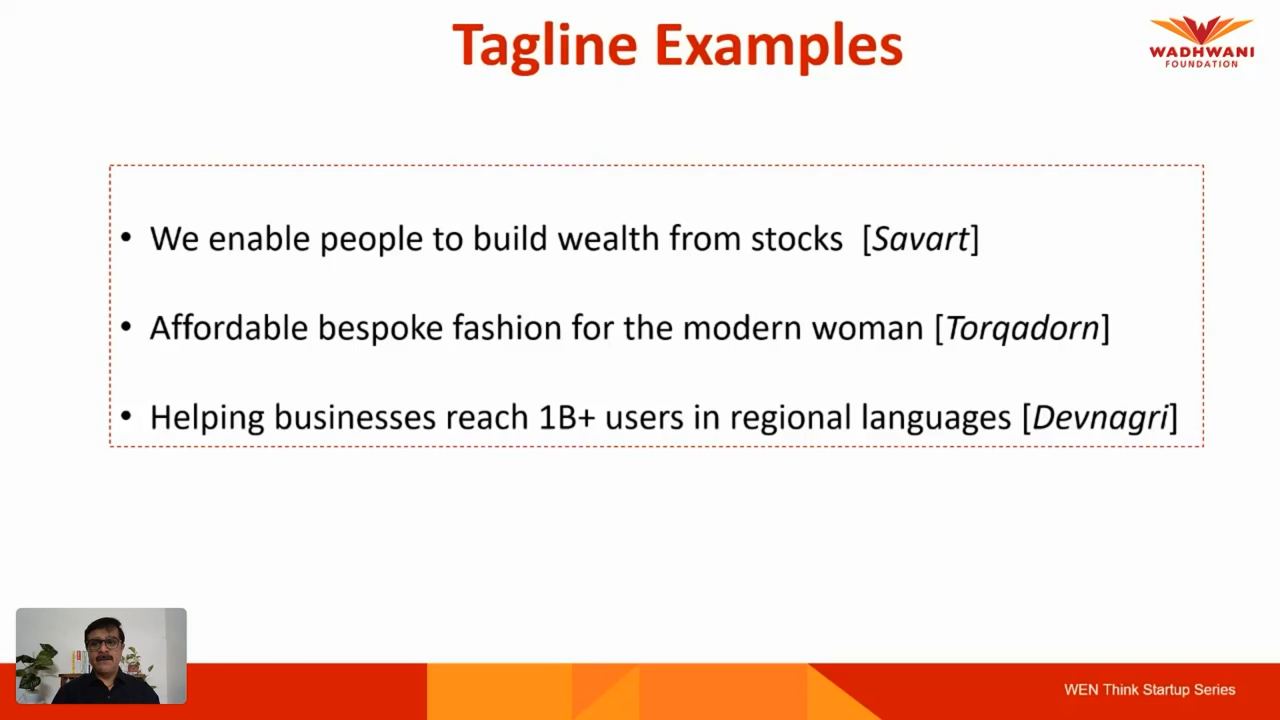 Tagline Examples
WADHWANI
FOUNDATION
• We enable people to build wealth from stocks [Savart]
• Affordable bespoke fashion for the modern woman [Torqadorn]
• Helping businesses reach 1B+ users in regional languages [Devnagri]
WEN Think Startup Series